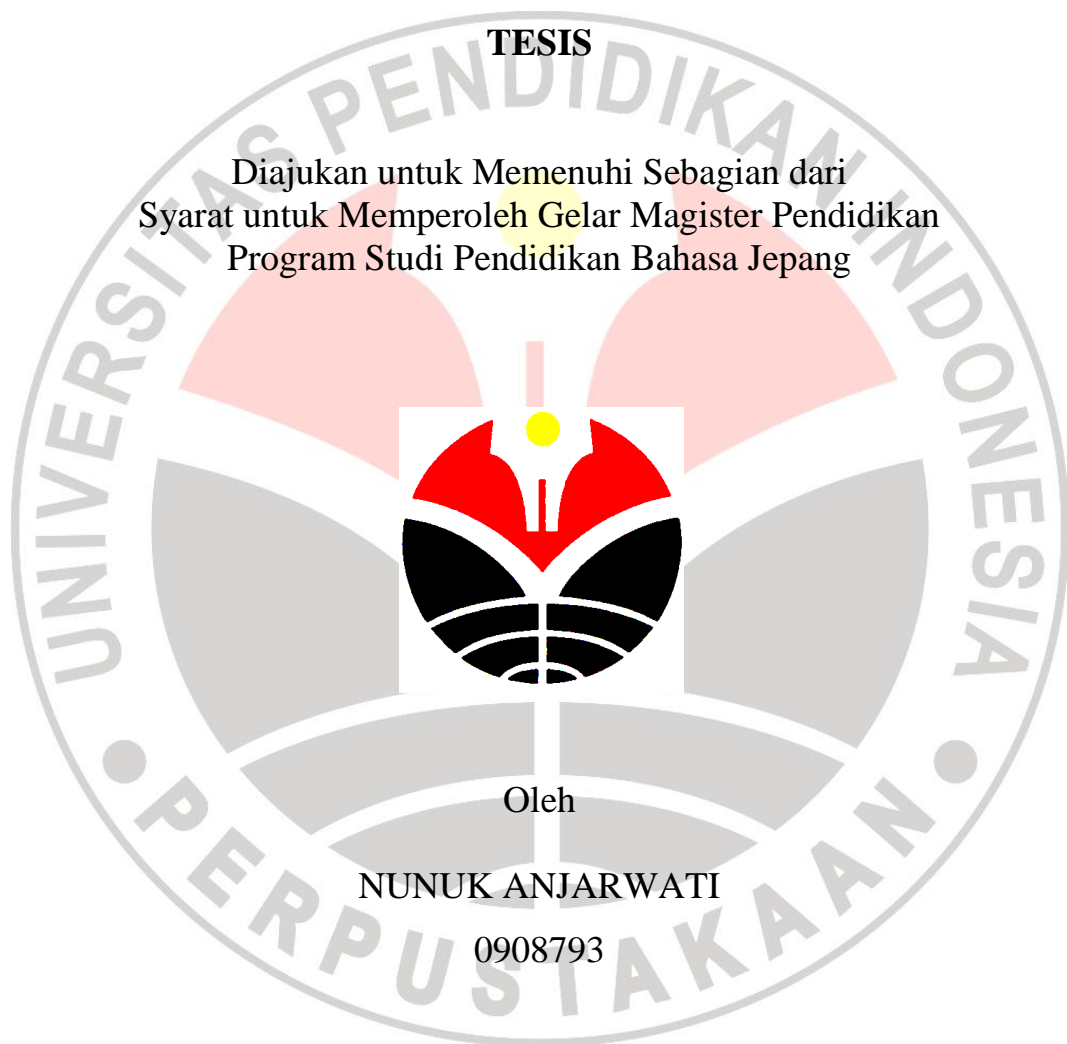 TESIS
Diajukan untuk Memenuhi Sebagian dari
Syarat untuk Memperoleh Gelar Magister Pendidikan
Program Studi Pendidikan Bahasa Jepang
UNIVERSITAS PENDIDIKAN INDONESIA
Oleh
NUNUK ANJARWATI
0908793
PERPUSTAKAAN